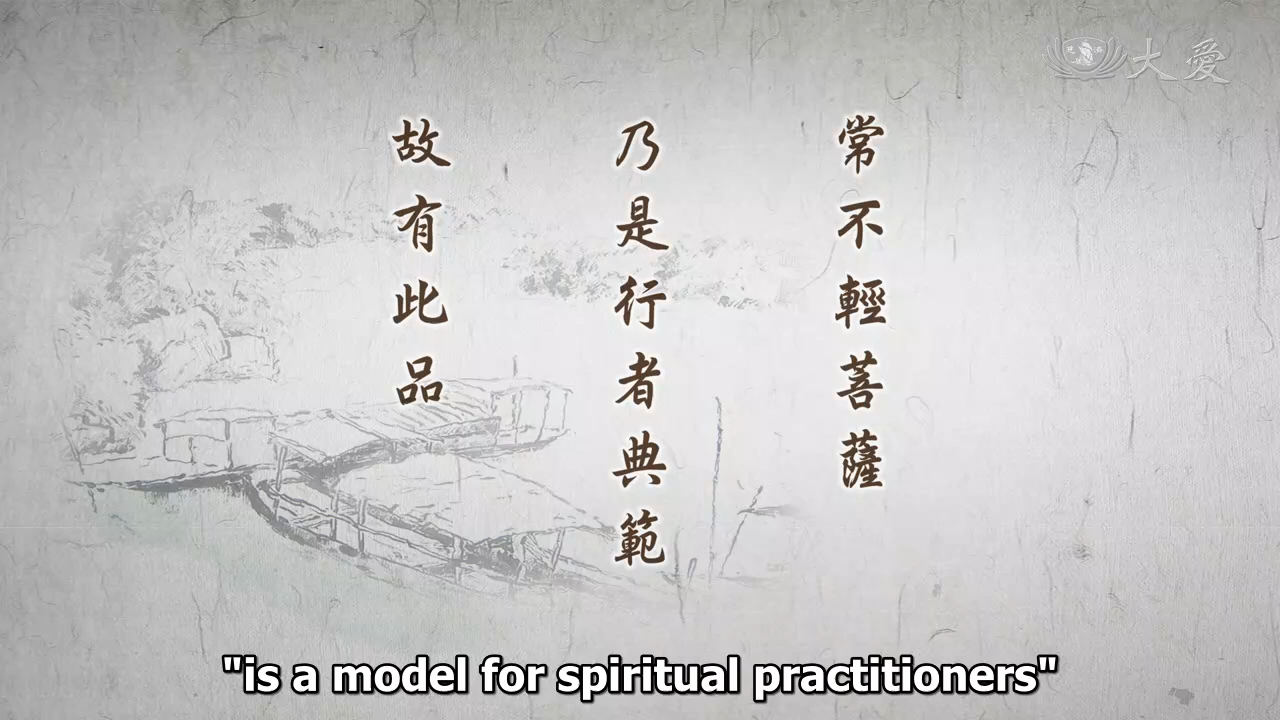 大愛
常不輕菩薩
乃是行者典範
故有此品
"is a model for spiritual practitioners"